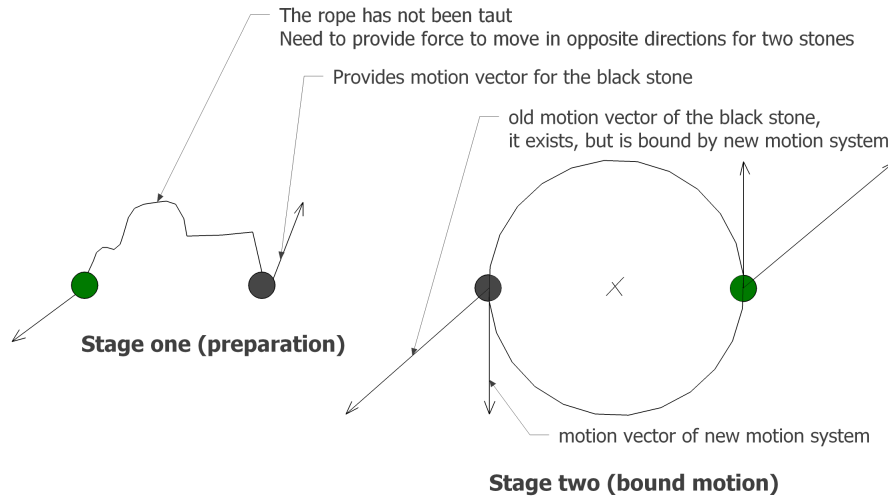 The rope has not been taut
Need to provide force to move in opposite directions for two stones
Provides motion vector for the black stone
old motion vector of the black stone,
it exists, but is bound by new motion system
Stage one (preparation)
motion vector of new motion system
Stage two (bound motion)